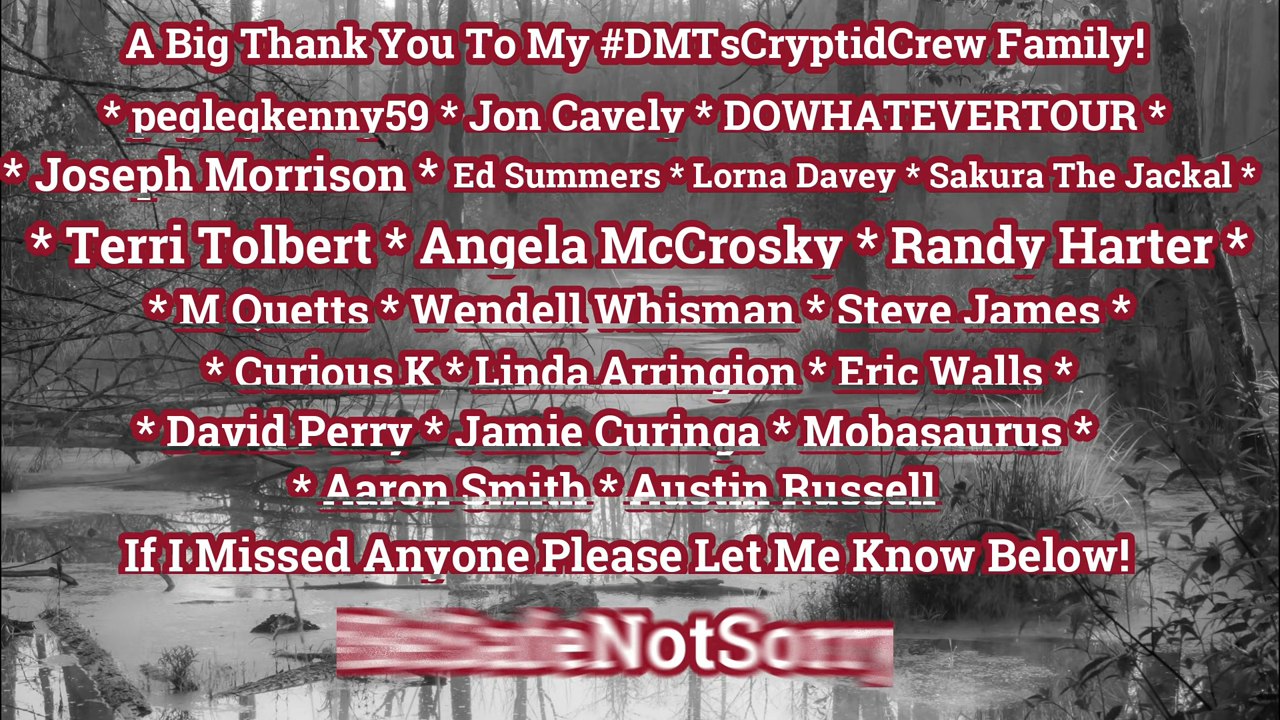 A Big Thank You To My #DMTsCryptidCrew Family!
* peglegkenny59 * Jon Cavely * DOWHATEVERTOUR *
* Joseph Morrison * Ed Summers * Lorna Davey * Sakura The Jackal *
* Terri Tolbert * Angela McCrosky * Randy Harter *
* M Quetts * Wendell Whisman * Steve James *
* Curious K * Linda Arringion * Eric Walls *
* David Perry * Jamie Curinga * Mobasaurus *
* Aaron Smith * Austin Russell
If I Missed Anyone Please Let Me Know Below!